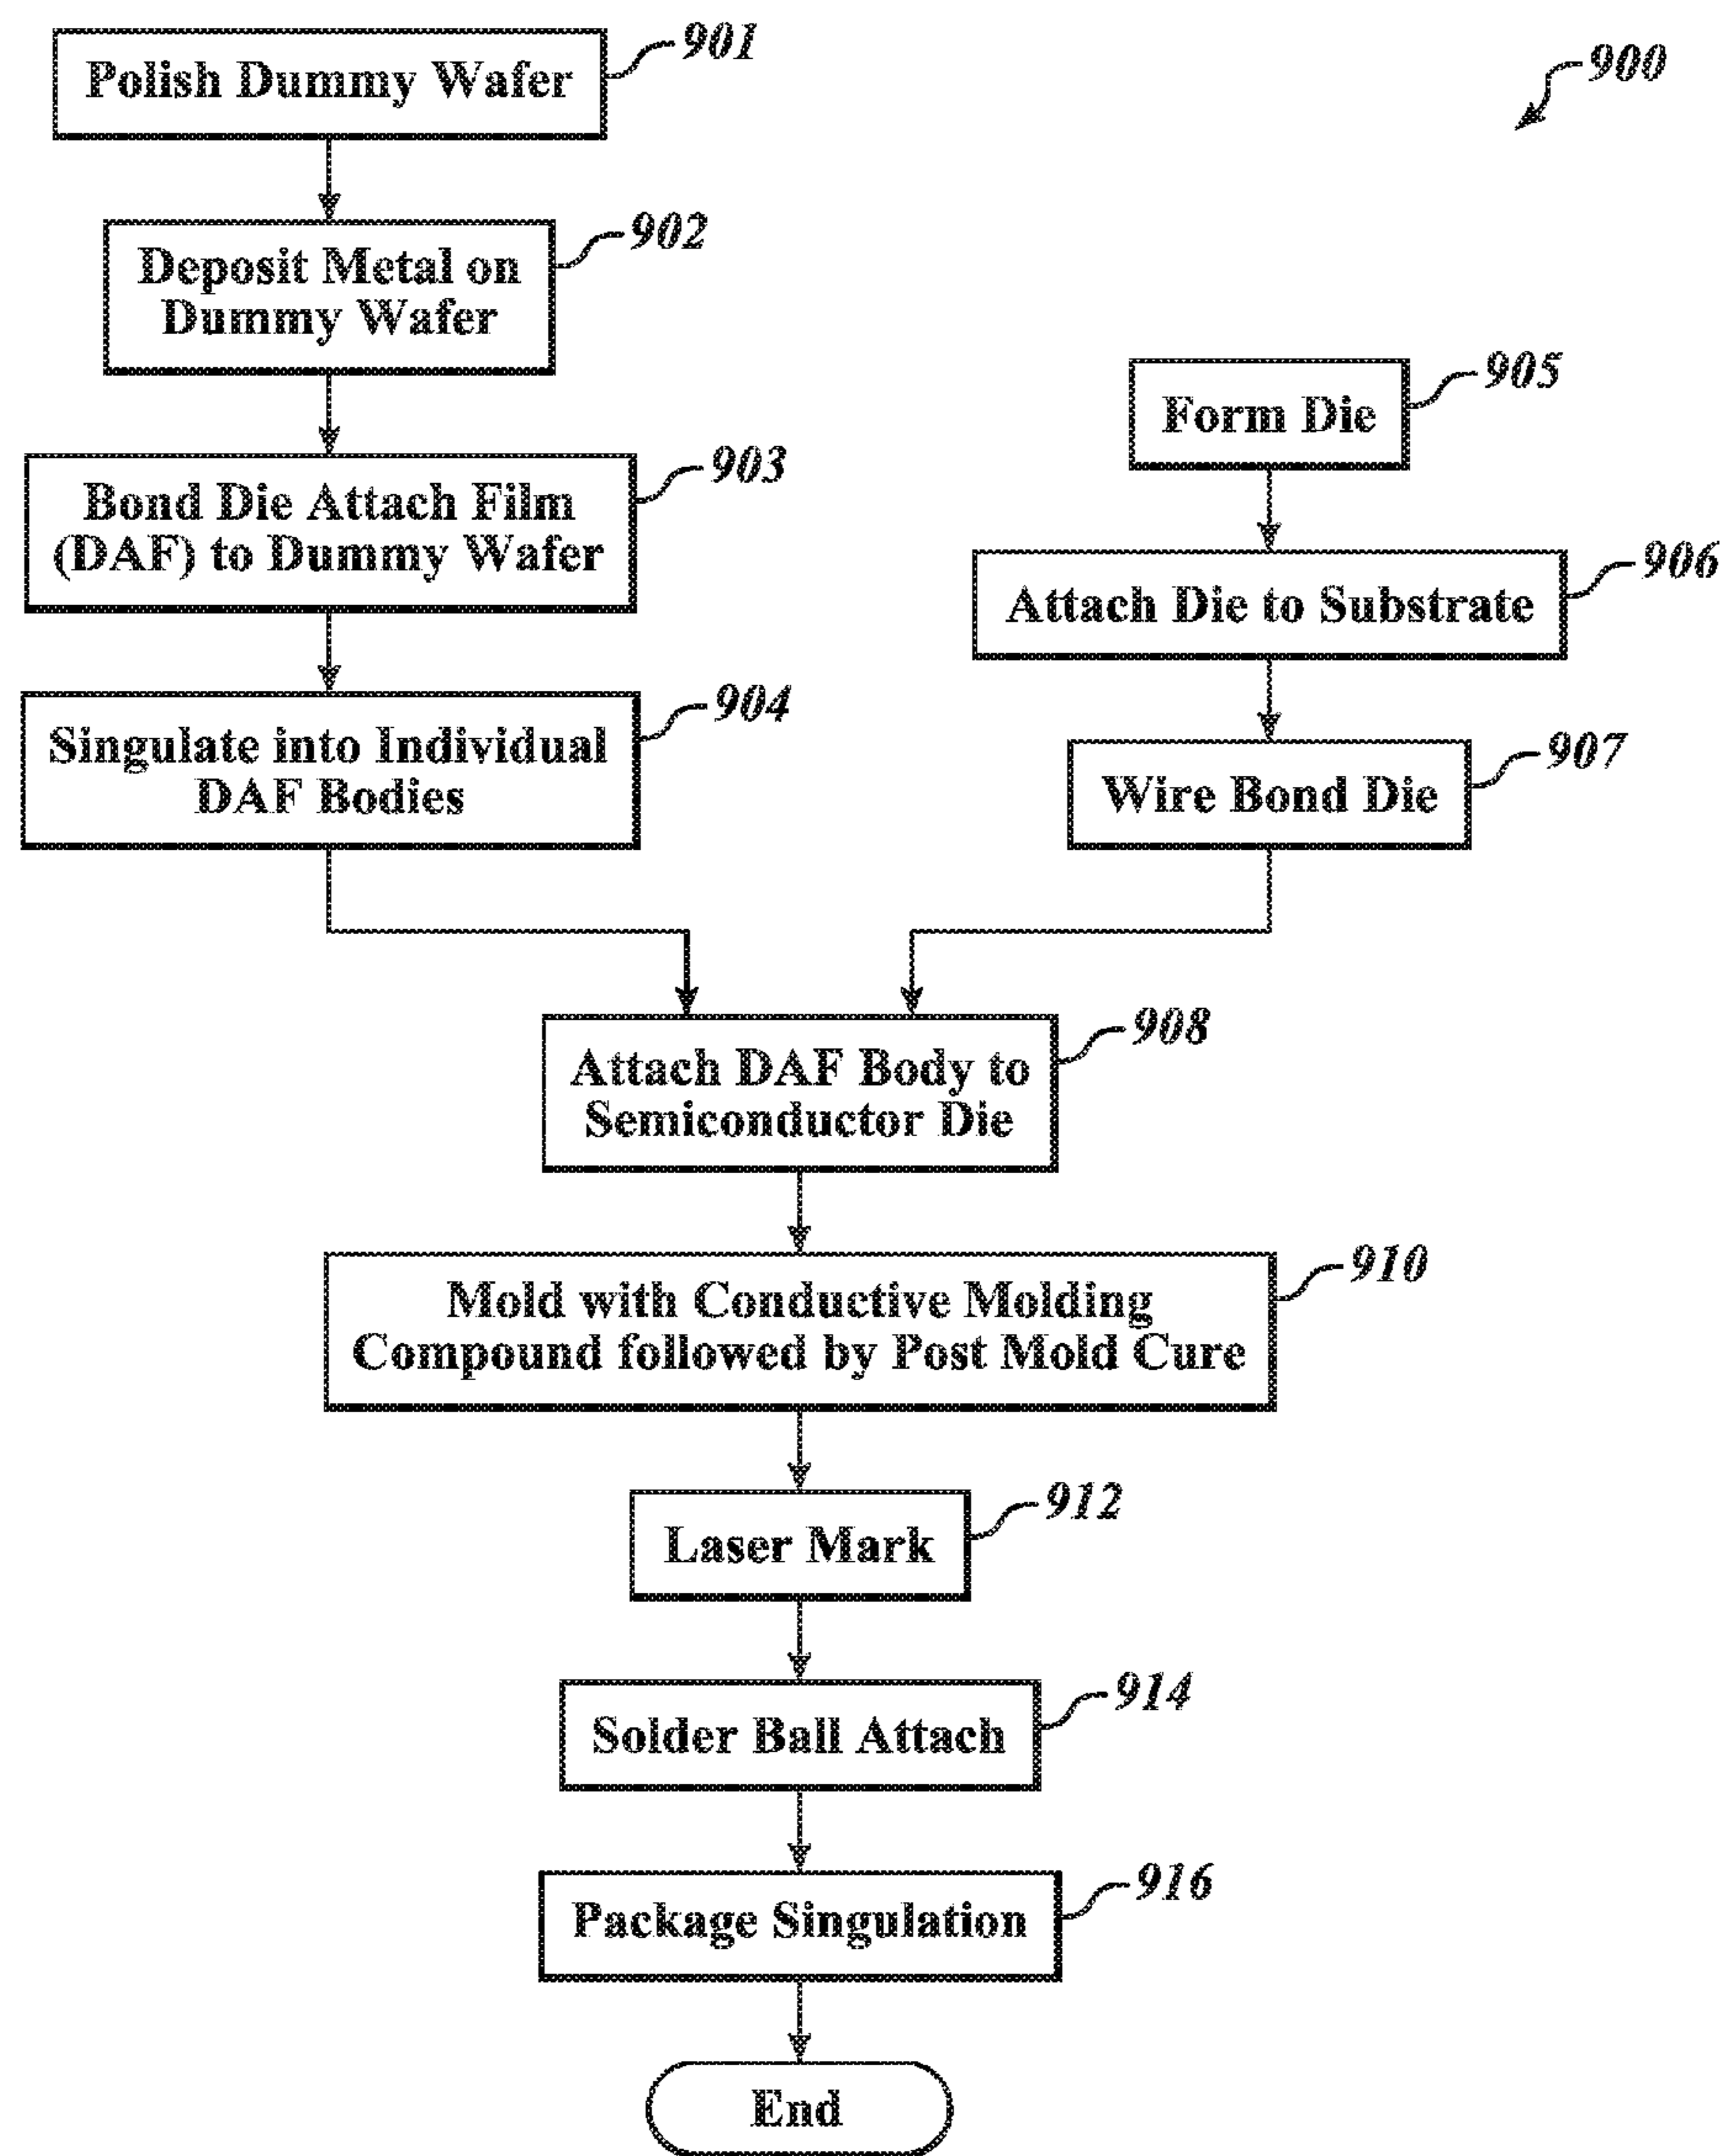 900
Polish Dummy Wafer
901
Deposit Metal on
Dummy Wafer
902
Bond Die Attach Film
(DAF) to Dummy Wafer
903
Singulate into Individual
DAF Bodies
904
Form Die
905
Attach Die to Substrate
906
Wire Bond Die
907
Attach DAF Body to
Semiconductor Die
908
Mold with Conductive Molding
Compound followed by Post Mold Cure
910
Laser Mark
912
Solder Ball Attach
914
Package Singulation
916
End